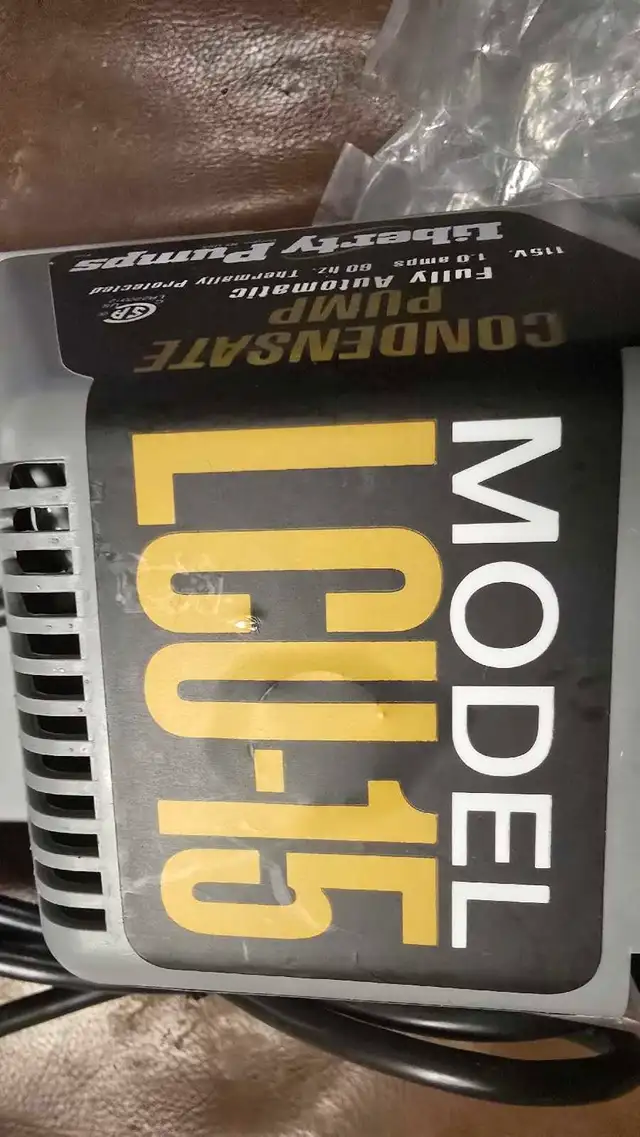 Liberty Pumps
115V. 1.0 amps 60 hz. Thermally Protected
Fully Automatic
CONDENSATE
PUMP
MODEL
LCU-15